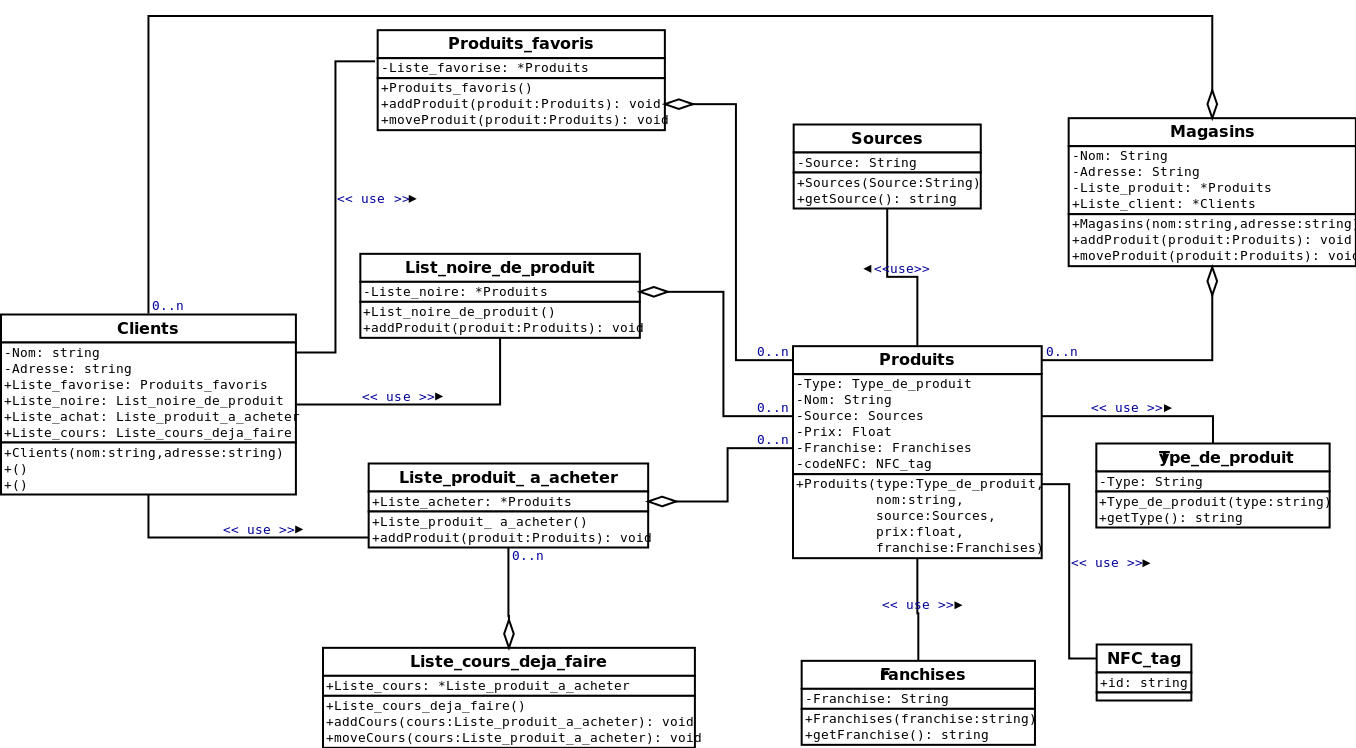 Produits_favoris
-Liste_favorise: *Produits
+Produits_favoris()
+addProduit(produit:Produits): void
+moveProduit(produit:Produits): void
Sources
-Source: String
+Sources(Source:String)
+getSource(): string
Magasins
-Nom: String
-Adresse: String
-Liste_produit: *Produits
+Liste_client: *Clients
+Magasins(nom:string,adresse:string)
+addProduit(produit:Produits): void
+moveProduit(produit:Produits): void
<< use >>
<<use>>
List_noire_de_produit
-Liste_noire: *Produits
+List_noire_de_produit()
+addProduit(produit:Produits): void
0..n
Clients
-Nom: string
-Adresse: string
+Liste_favorise: Produits_favoris
+Liste_noire: List_noire_de_produit
+Liste_achat: Liste_produit_a_acheter
+Liste_cours: Liste_cours_deja_faire
+Clients(nom:string,adresse:string)
+()
+()
<< use >>
0..n
0..n
0..n
0..n
Produits
-Type: Type_de_produit
-Nom: String
-Source: Sources
-Prix: Float
-Franchise: Franchises
-codeNFC: NFC_tag
+Produits(type:Type_de_produit,
nom:string,
source:Sources,
prix:float,
franchise:Franchises)
<< use >>
Type_de_produit
-Type: String
+Type_de_produit(type:string)
+getType(): string
Liste_produit_ a_acheter
+Liste_acheter: *Produits
+Liste_produit_ a_acheter()
+addProduit(produit:Produits): void
<< use >>
0..n
<< use >>
<< use >>
Liste_cours_deja_faire
+Liste_cours: *Liste_produit_a_acheter
+Liste_cours_deja_faire()
+addCours(cours:Liste_produit_a_acheter): void
+moveCours(cours:Liste_produit_a_acheter): void
Franchises
-Franchise: String
+Franchises(franchise:string)
+getFranchise(): string
NFC_tag
+id: string